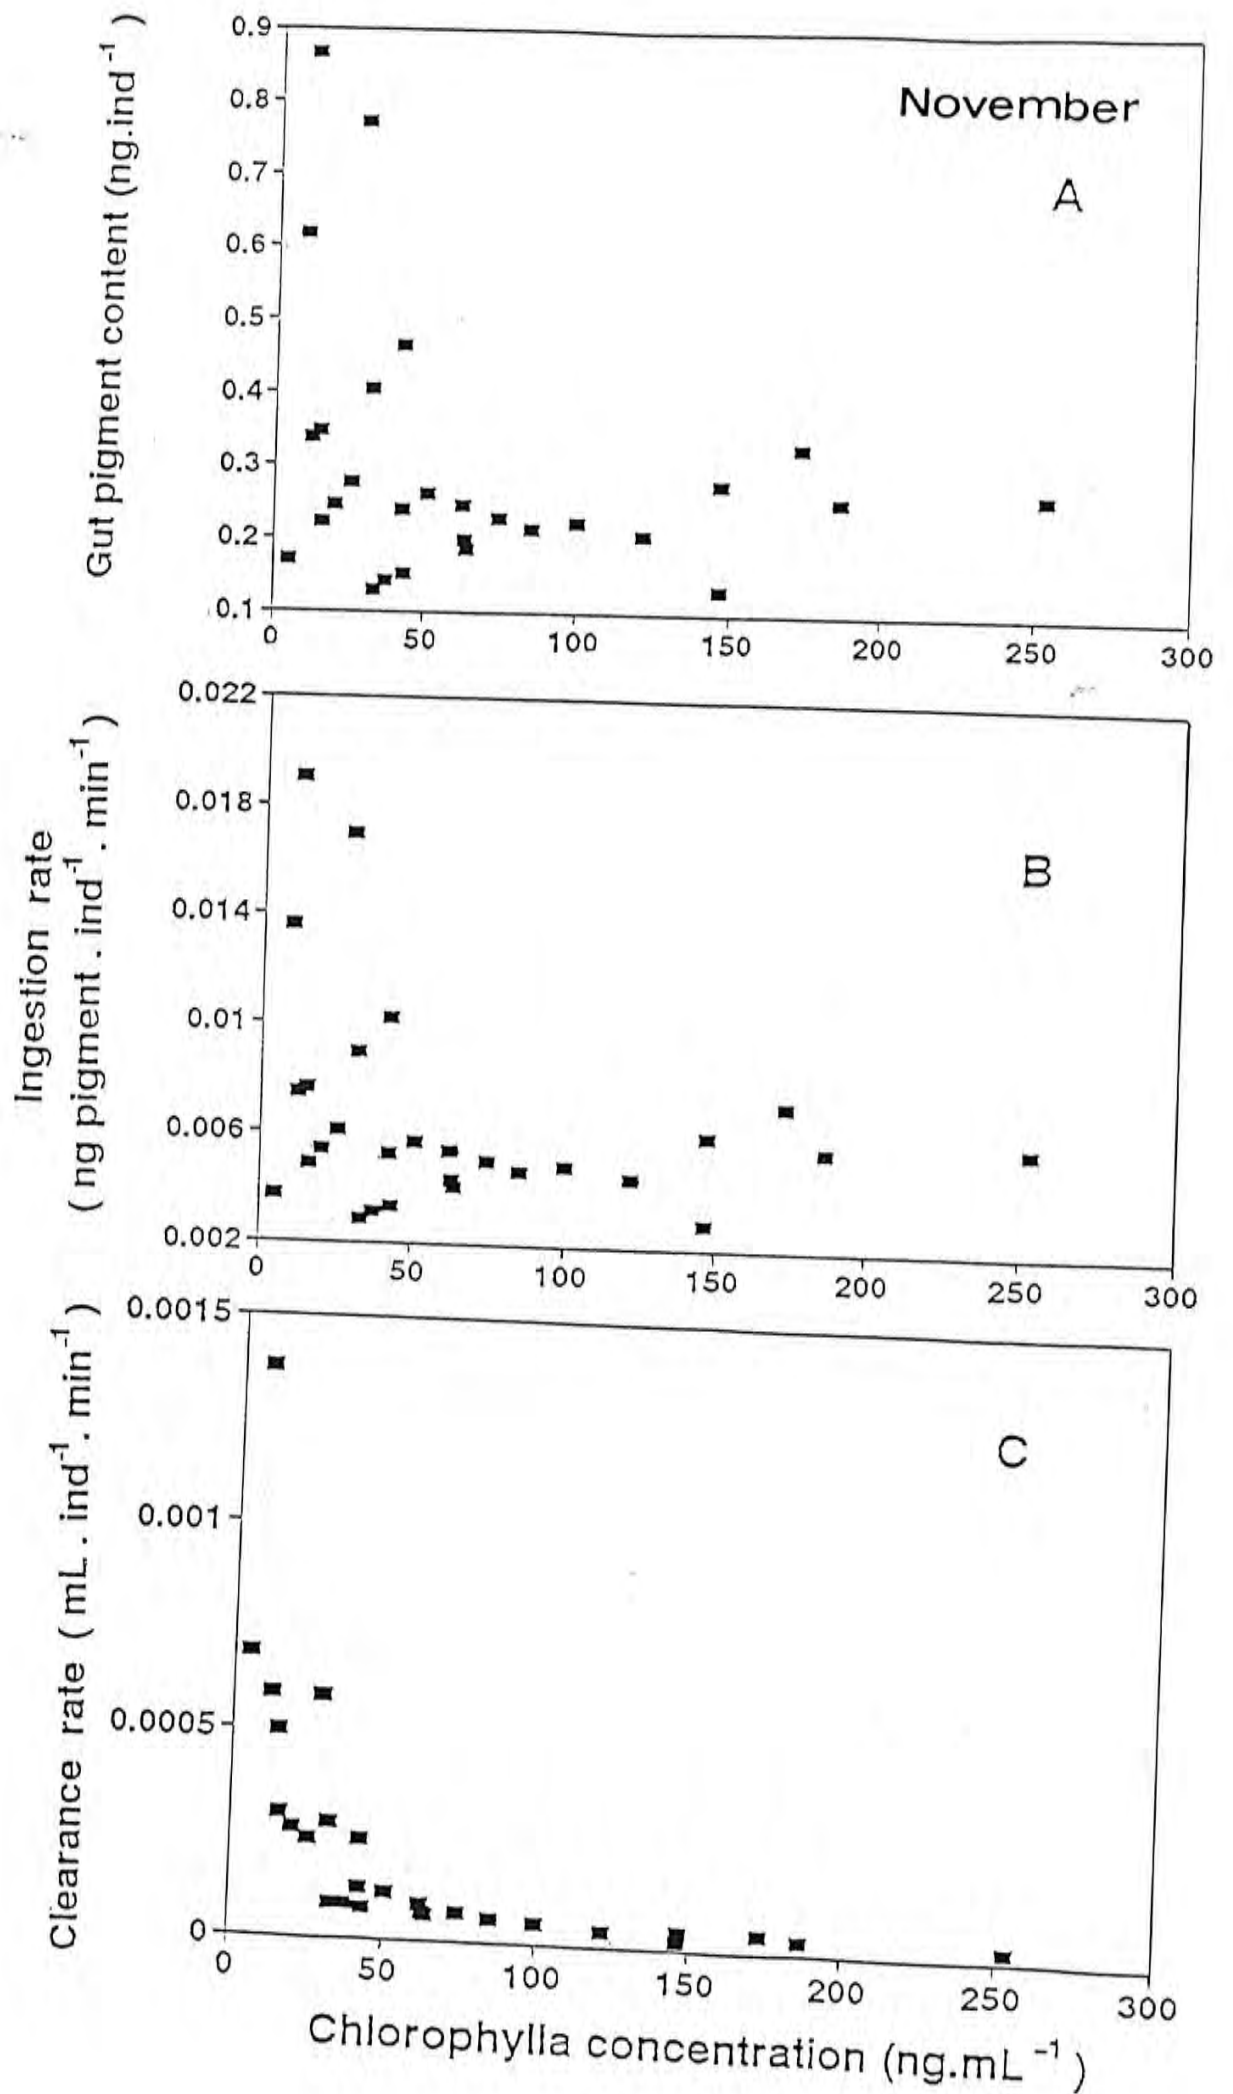 Gut pigment content (ng.ind⁻¹)
0.9
0.8
0.7
0.6
0.5
0.4
0.3
0.2
0.1
November
A
0 50 100 150 200 250 300
Ingestion rate
(ng pigment . ind⁻¹ . min⁻¹)
0.022
0.018
0.014
0.01
0.006
0.002
B
0 50 100 150 200 250 300
Clearance rate (mL . ind⁻¹ . min⁻¹)
0.0015
0.001
0.0005
0
C
0 50 100 150 200 250 300
Chlorophylla concentration (ng.mL⁻¹)